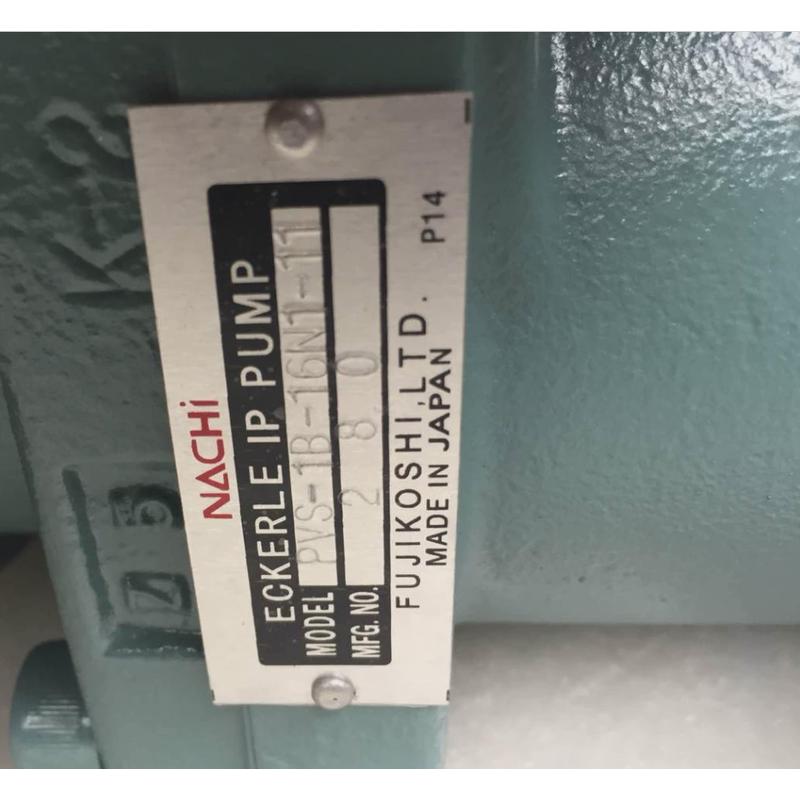 NACHi
ECKERLE IP PUMP
MODEL PVS-1B-16N1-11
MFG. NO. 2 8 0
FUJIKOSHI, LTD. P14
MADE IN JAPAN